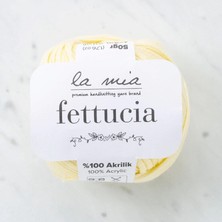 50gr
la mia
premium handknitting yarn brand
fettucia
%100 Akrilik
100% Acrylic